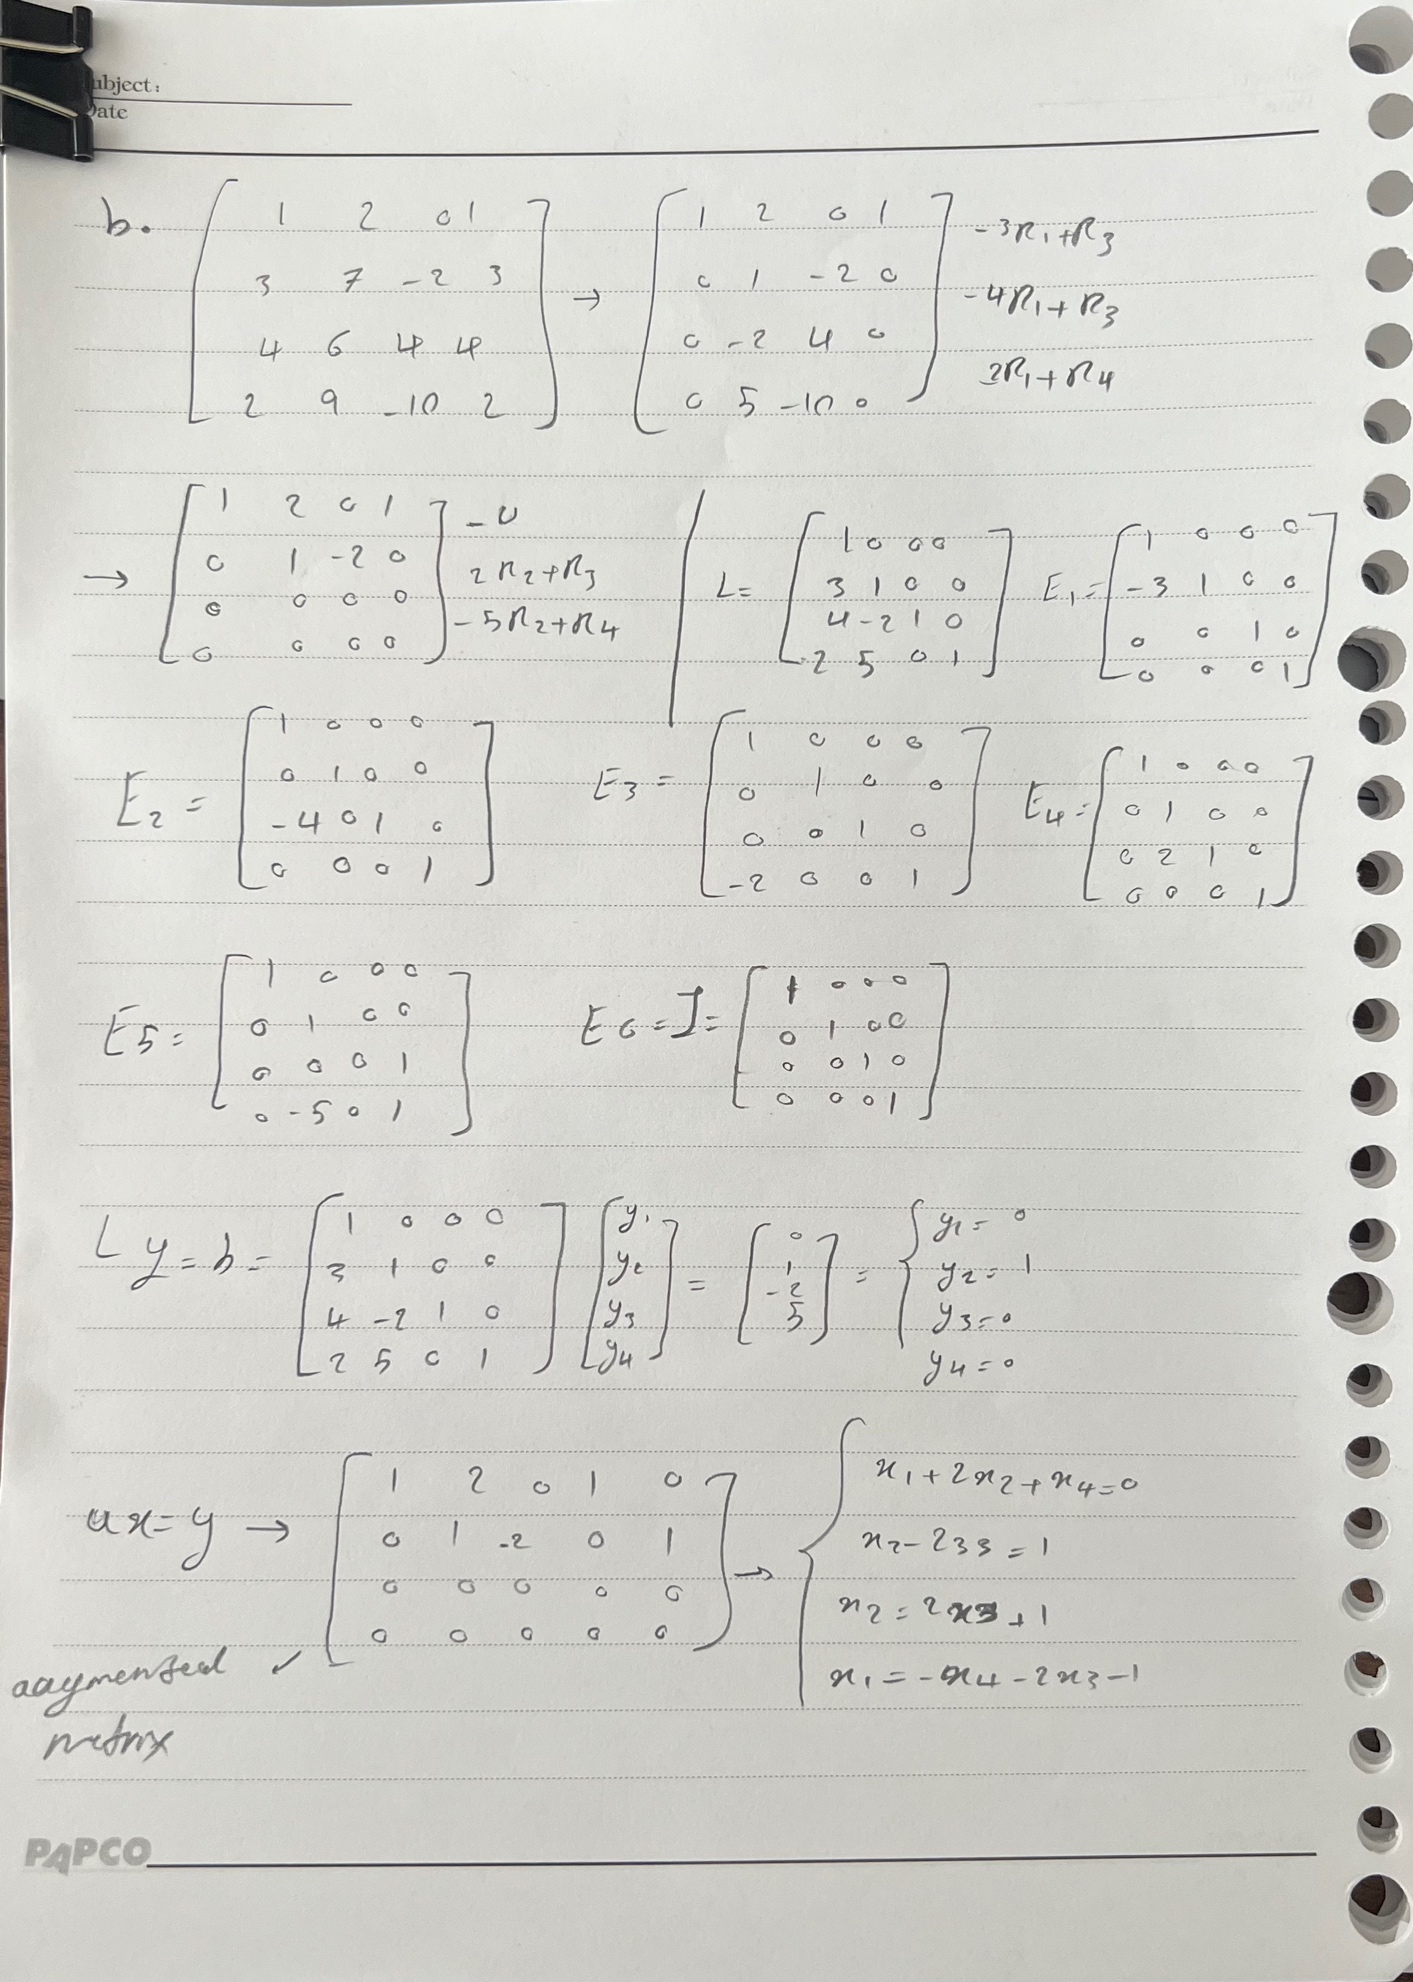 ubject:
Date
b. [ 1 2 0 1 ] → [ 1 2 0 1 ] -3R1+R3
[ 3 7 -2 3 ] [ 0 1 -2 0 ] -4R1+R3
[ 4 6 4 4 ] [ 0 -2 4 0 ] 2R1+R4
[ 2 9 -10 2 ] [ 0 5 -10 0 ]
→ [ 1 2 0 1 ] -U | L= [ 1 0 0 0 ] E1= [ 1 0 0 0 ]
[ 0 1 -2 0 ] 2R2+R3 [ 3 1 0 0 ] [ -3 1 0 0 ]
[ 0 0 0 0 ] -5R2+R4 [ 4 -2 1 0 ] [ 0 0 1 0 ]
[ 0 0 0 0 ] [ 2 5 0 1 ] [ 0 0 0 1 ]
E2 = [ 1 0 0 0 ] E3 = [ 1 0 0 0 ] E4= [ 1 0 0 0 ]
[ 0 1 0 0 ] [ 0 1 0 0 ] [ 0 1 0 0 ]
[ -4 0 1 0 ] [ 0 0 1 0 ] [ 0 2 1 0 ]
[ 0 0 0 1 ] [ -2 0 0 1 ] [ 0 0 0 1 ]
E5= [ 1 0 0 0 ] E6=I= [ 1 0 0 0 ]
[ 0 1 0 0 ] [ 0 1 0 0 ]
[ 0 0 0 1 ] [ 0 0 1 0 ]
[ 0 -5 0 1 ] [ 0 0 0 1 ]
Ly=b= [ 1 0 0 0 ] [ y1 ] = [ 0 ] = { y1= 0
[ 3 1 0 0 ] [ y2 ] [ 1 ] y2= 1
[ 4 -2 1 0 ] [ y3 ] [ -2 ] y3=0
[ 2 5 0 1 ] [ y4 ] [ 5 ] y4=0
ux=y → [ 1 2 0 1 0 ] → { x1+2x2+x4=0
[ 0 1 -2 0 1 ] x2-233=1
[ 0 0 0 0 0 ] x2=2x3+1
[ 0 0 0 0 0 ] x1=-x4-2x3-1
aaymented ✓
metrix
PAPCO